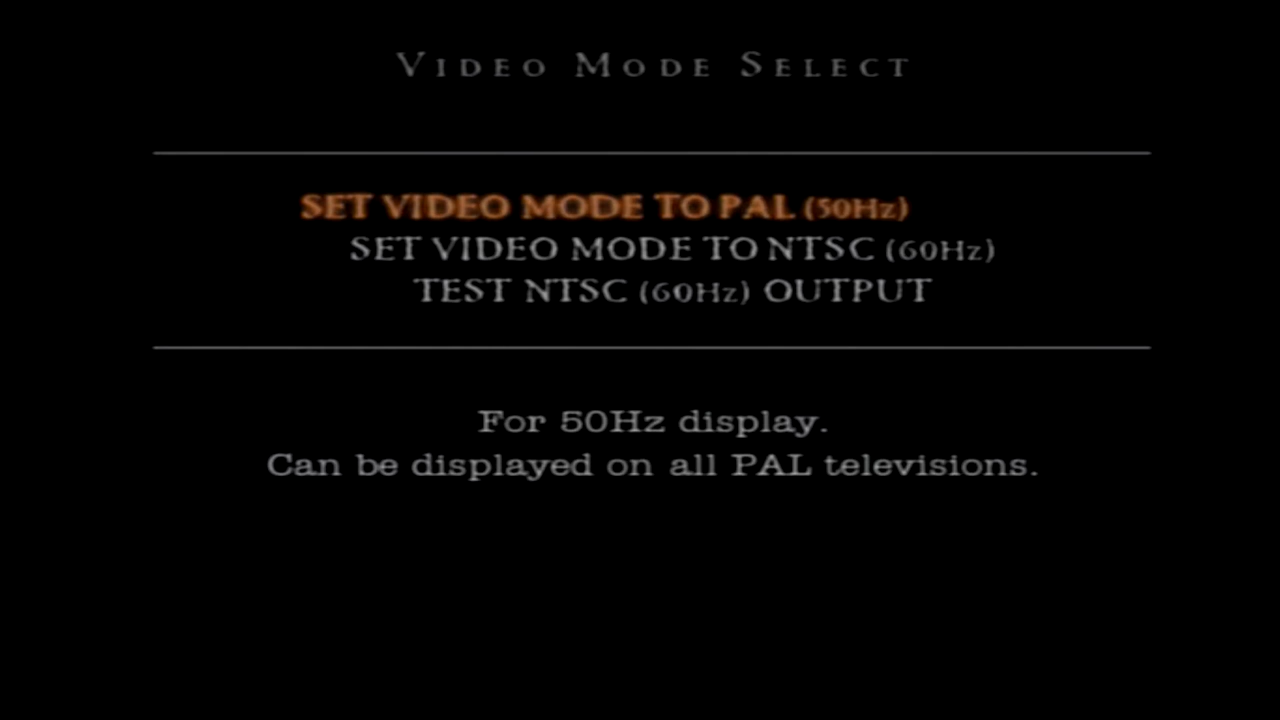 VIDEO MODE SELECT
SET VIDEO MODE TO PAL (50Hz)
SET VIDEO MODE TO NTSC (60Hz)
TEST NTSC (60Hz) OUTPUT
For 50Hz display.
Can be displayed on all PAL televisions.